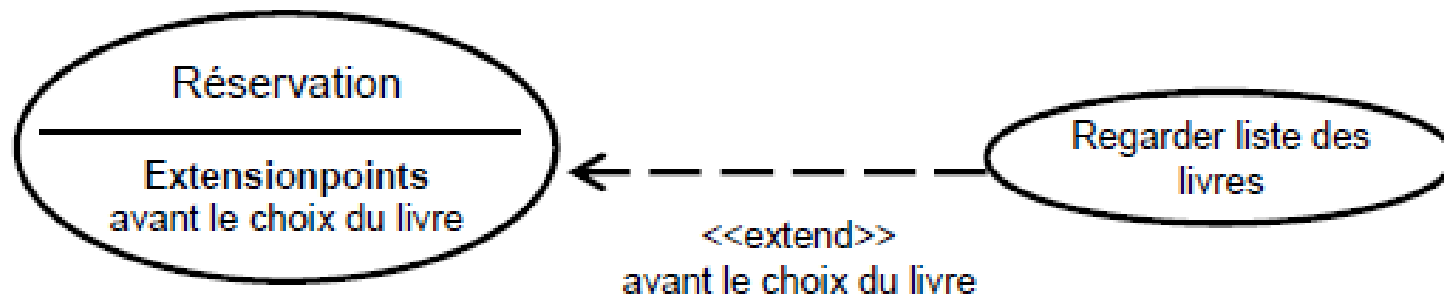 Réservation
Extensionpoints
avant le choix du livre
<<extend>>
avant le choix du livre
Regarder liste des
livres